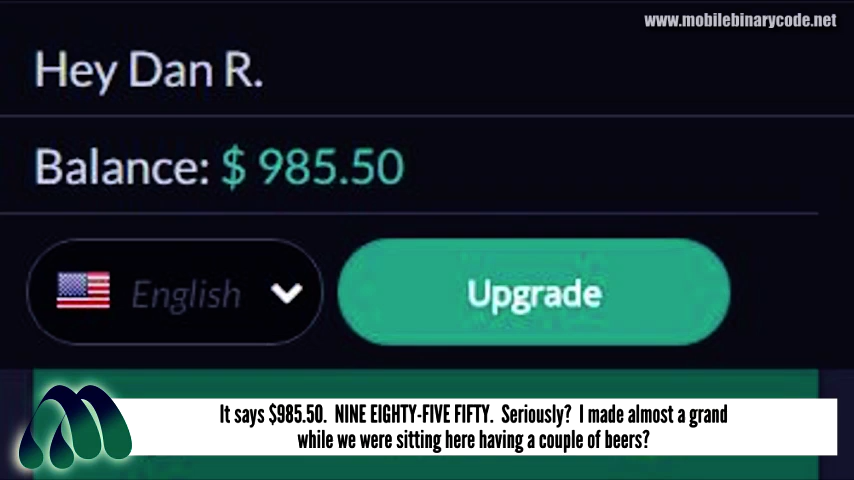 www.mobilebinarycode.net
Hey Dan R.
Balance: $ 985.50
English
Upgrade
It says $985.50. NINE EIGHTY-FIVE FIFTY. Seriously? I made almost a grand
while we were sitting here having a couple of beers?